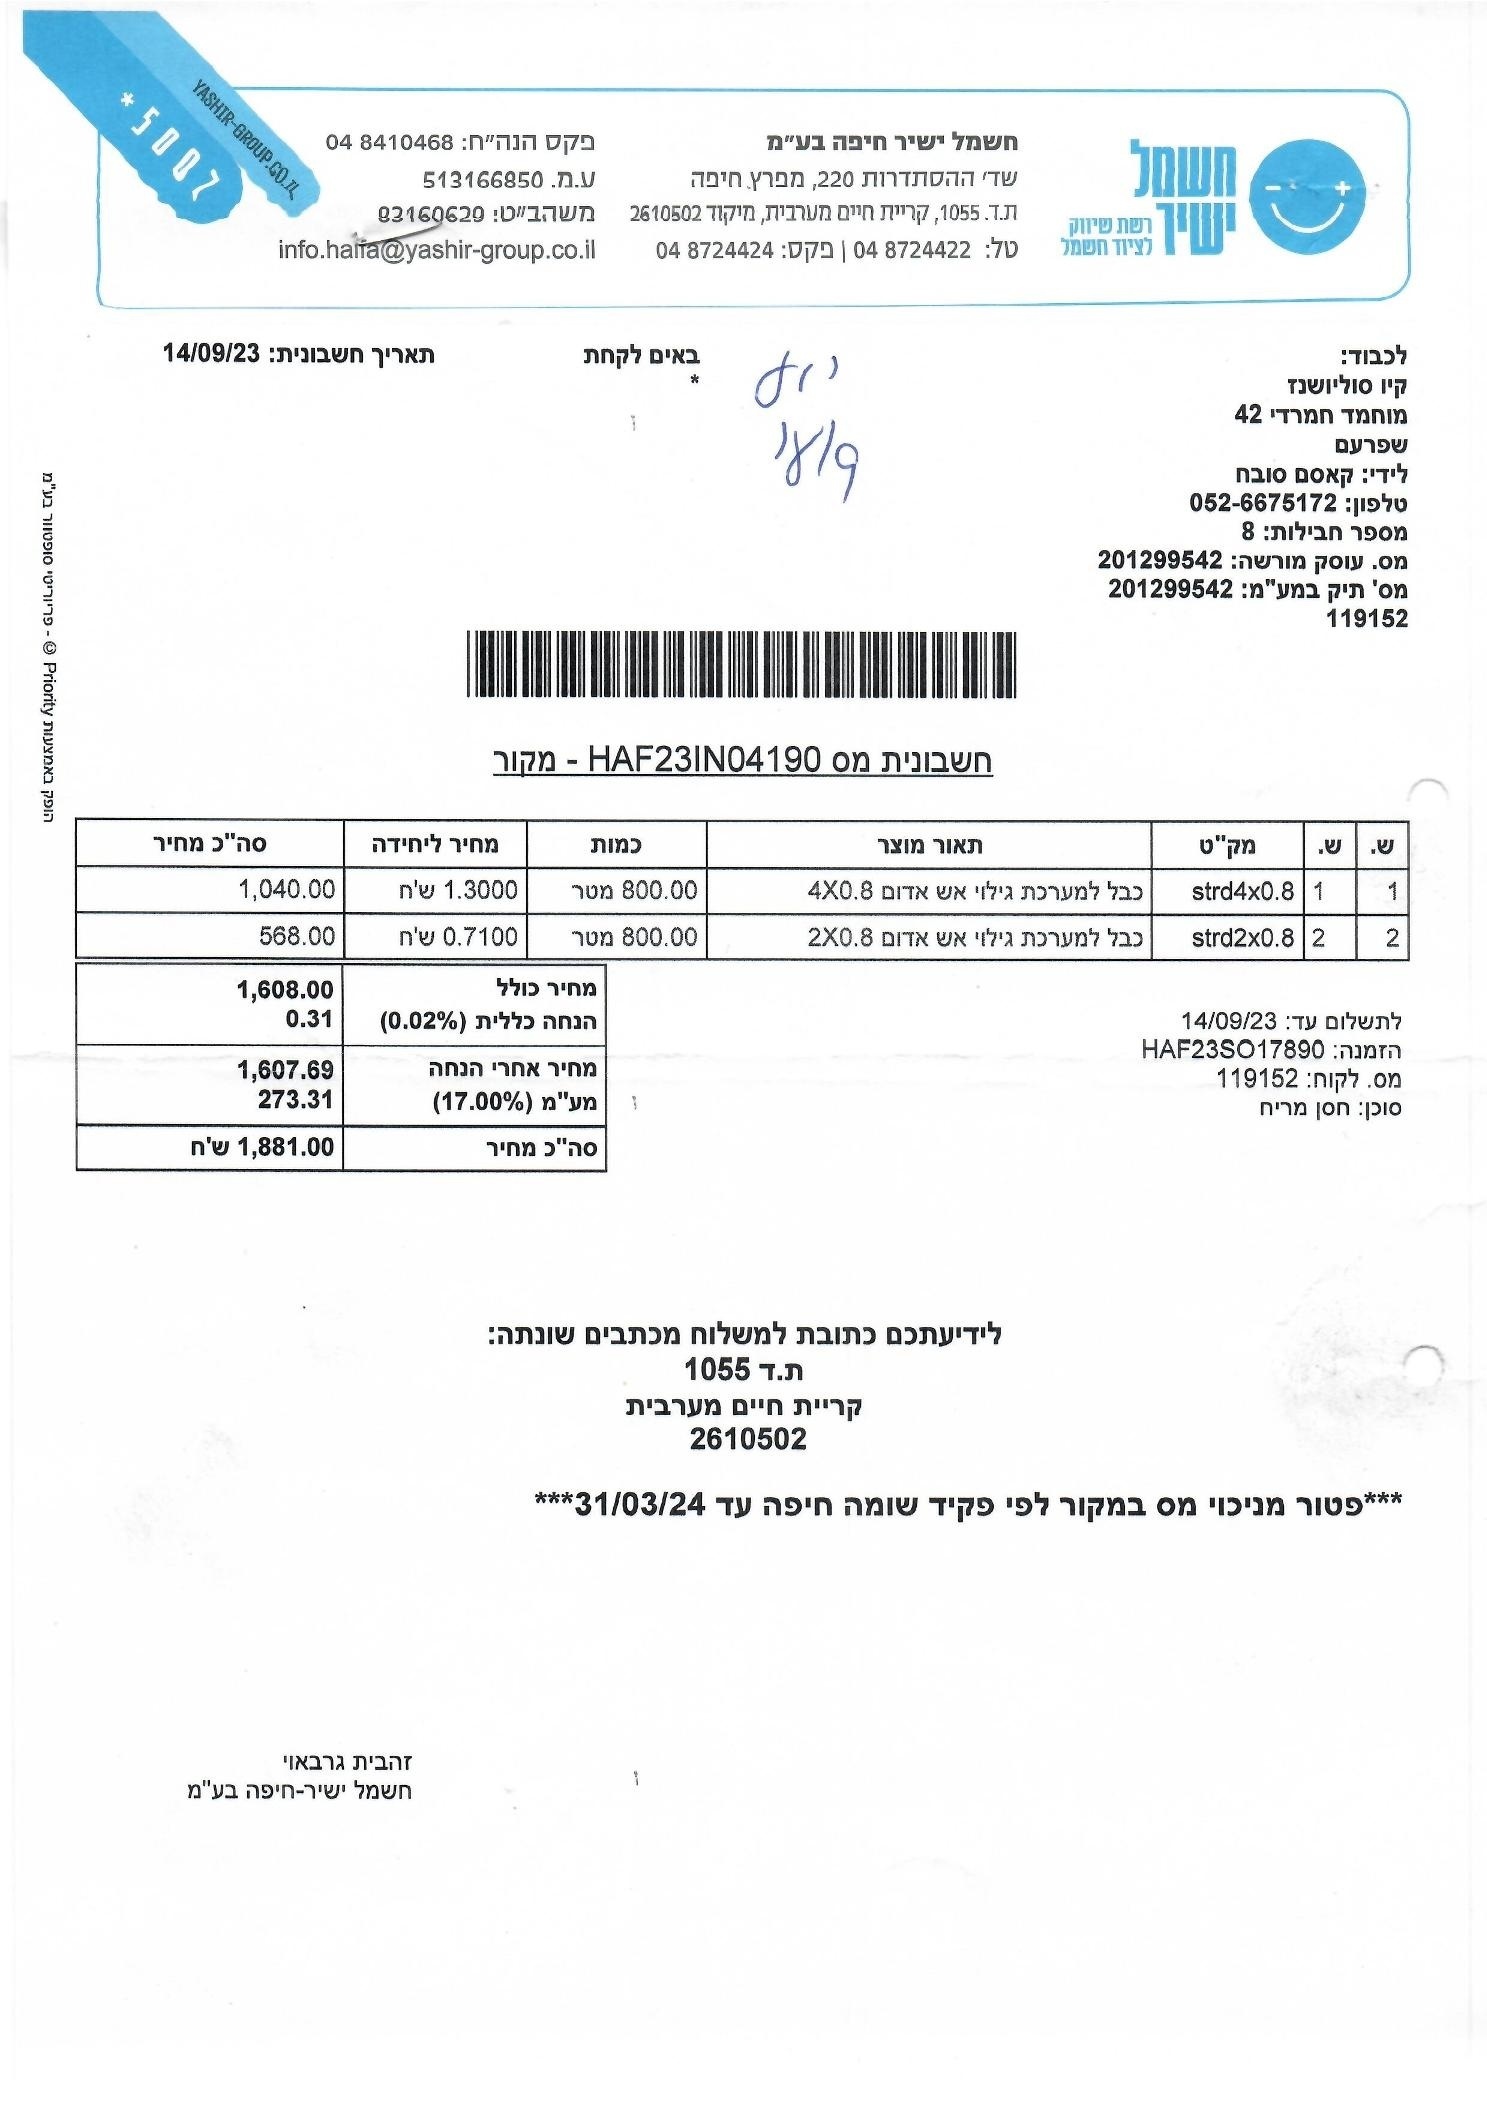 YASHIR-GROUP.CO.IL
*5007
חשמל ישיר
רשת שיווק
לציוד חשמל
חשמל ישיר חיפה בע״מ
שד׳ ההסתדרות 220, מפרץ חיפה
ת.ד. 1055, קריית חיים מערבית, מיקוד 2610502
טל: 04 8724422 | פקס: 04 8724424
פקס הנה״ח: 04 8410468
ע.מ. 513166850
משהב״ט: 83160629
info.haifa@yashir-group.co.il
לכבוד:
קיו סוליושנז
מוחמד חמרדי 42
שפרעם
לידי: קאסם סובח
טלפון: 052-6675172
מספר חבילות: 8
מס. עוסק מורשה: 201299542
מס' תיק במע"מ: 201299542
119152
באים לקחת
*
תאריך חשבונית: 14/09/23
הופק באמצעות Priority © - פריוריטי סופטוור בע"מ
חשבונית מס HAF23IN04190 - מקור
ש. ש. מק"ט תאור מוצר כמות מחיר ליחידה סה"כ מחיר
1 1 strd4x0.8 כבל למערכת גילוי אש אדום 4X0.8 800.00 מטר 1.3000 ש'ח 1,040.00
2 2 strd2x0.8 כבל למערכת גילוי אש אדום 2X0.8 800.00 מטר 0.7100 ש'ח 568.00
מחיר כולל 1,608.00
הנחה כללית (0.02%) 0.31
מחיר אחרי הנחה 1,607.69
מע"מ (17.00%) 273.31
סה"כ מחיר 1,881.00 ש'ח
לתשלום עד: 14/09/23
הזמנה: HAF23SO17890
מס. לקוח: 119152
סוכן: חסן מריח
לידיעתכם כתובת למשלוח מכתבים שונתה:
ת.ד 1055
קריית חיים מערבית
2610502
***פטור מניכוי מס במקור לפי פקיד שומה חיפה עד 31/03/24***
זהבית גרבאוי
חשמל ישיר-חיפה בע"מ